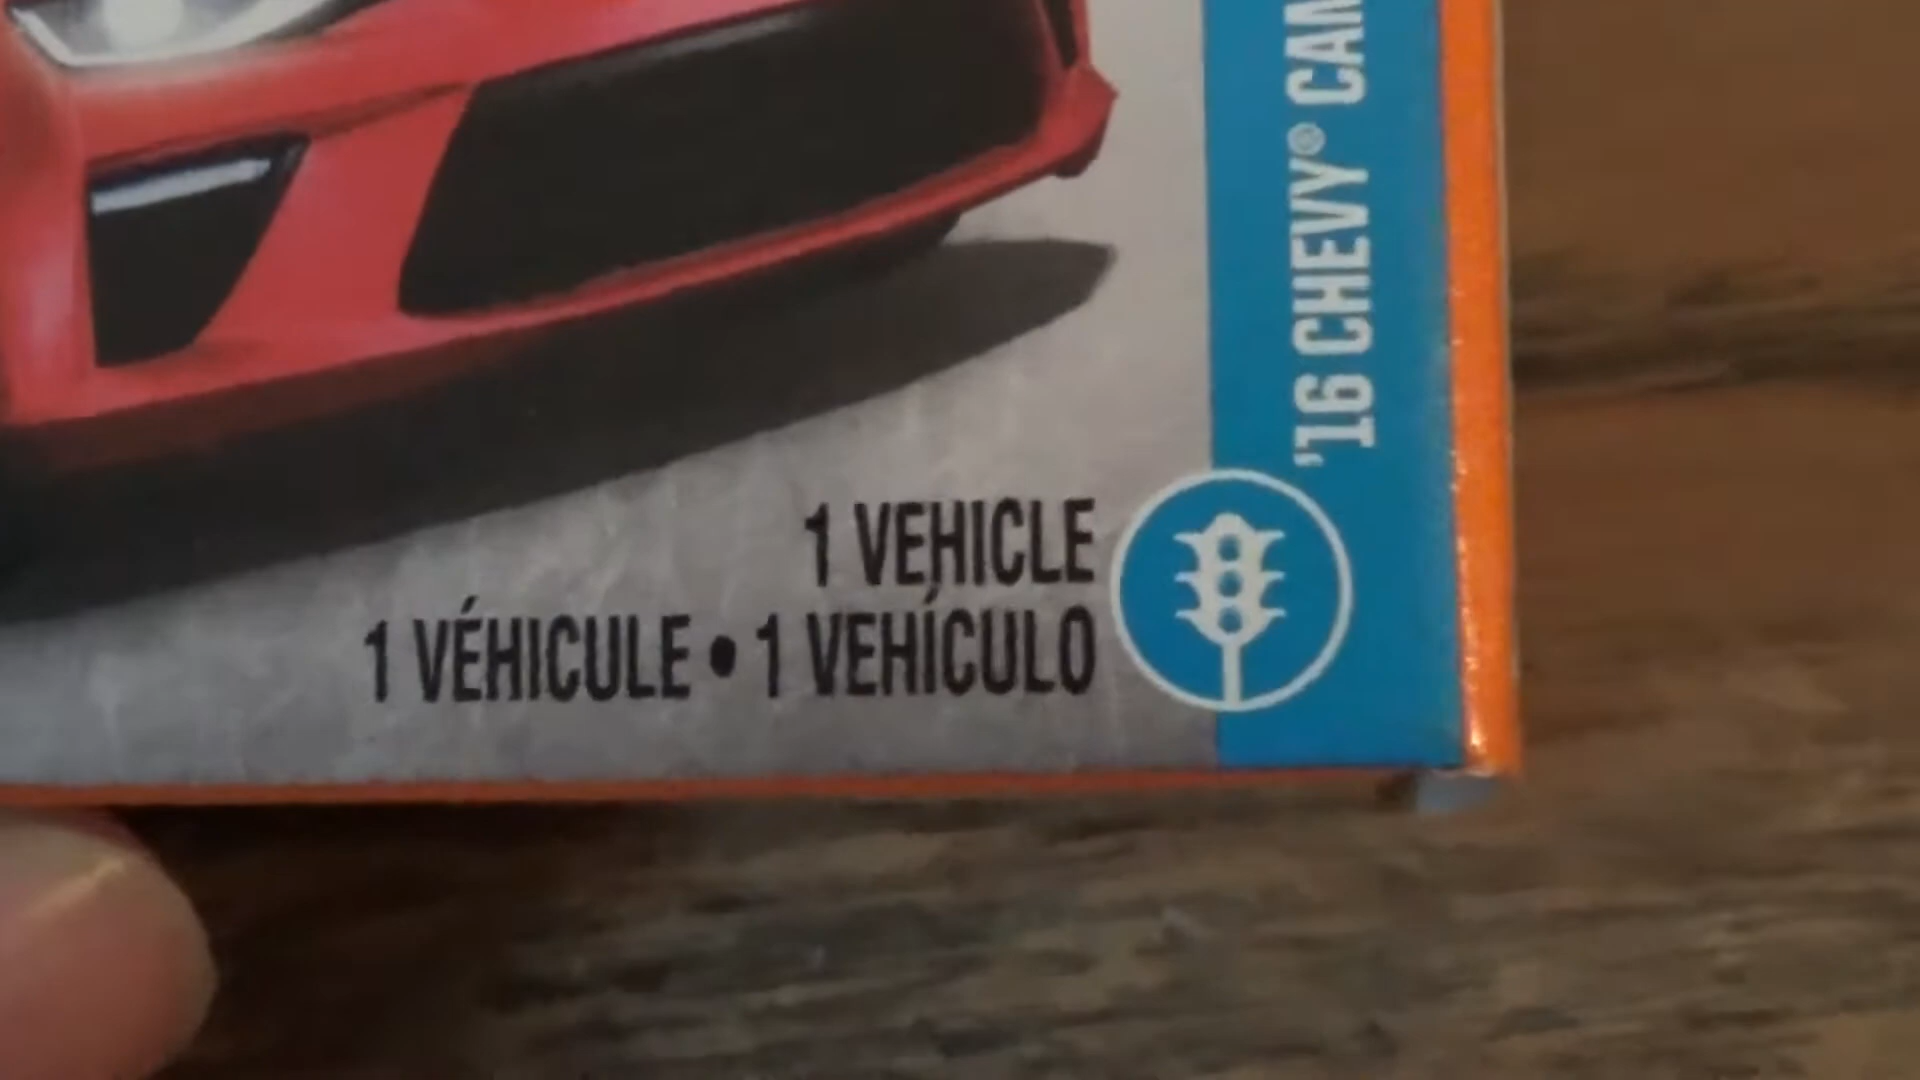 '16 CHEVY®
1 VEHICLE
1 VÉHICULE • 1 VEHÍCULO